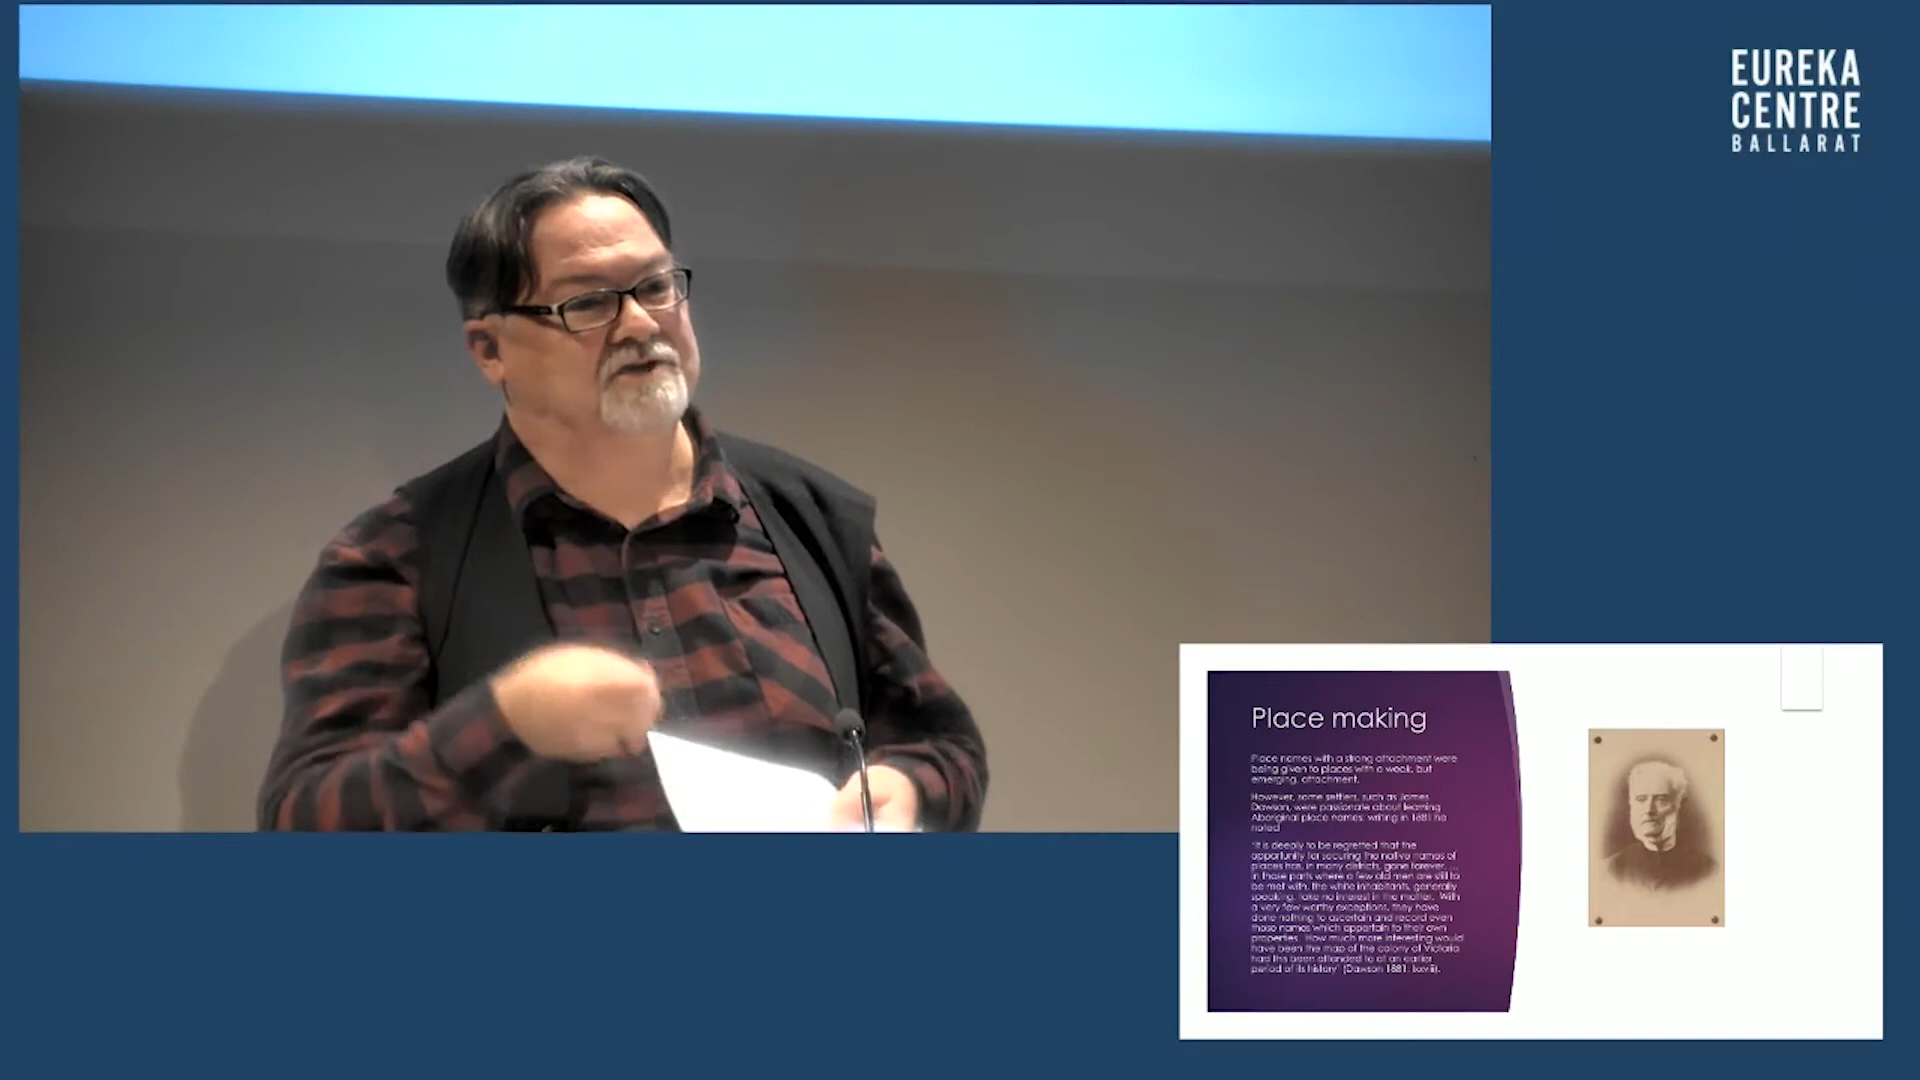 EUREKA
CENTRE
BALLARAT
Place making
Place names with a strong attachment were
being given to places with a weak, but
emerging, attachment.
However, some settlers, such as James
Dawson, were passionate about learning
Aboriginal place names; writing in 1881 he
noted
'It is deeply to be regretted that the
opportunity for securing the native names of
places has, in many districts, gone forever. ...
In those parts where a few old men are still to
be met with, the white inhabitants, generally
speaking, take no interest in the matter. With
a very few worthy exceptions, they have
done nothing to ascertain and record even
those names which appertain to their own
properties. How much more interesting would
have been the map of the colony of Victoria
had this been attended to at an earlier
period of its history' (Dawson 1881: lxxviii).